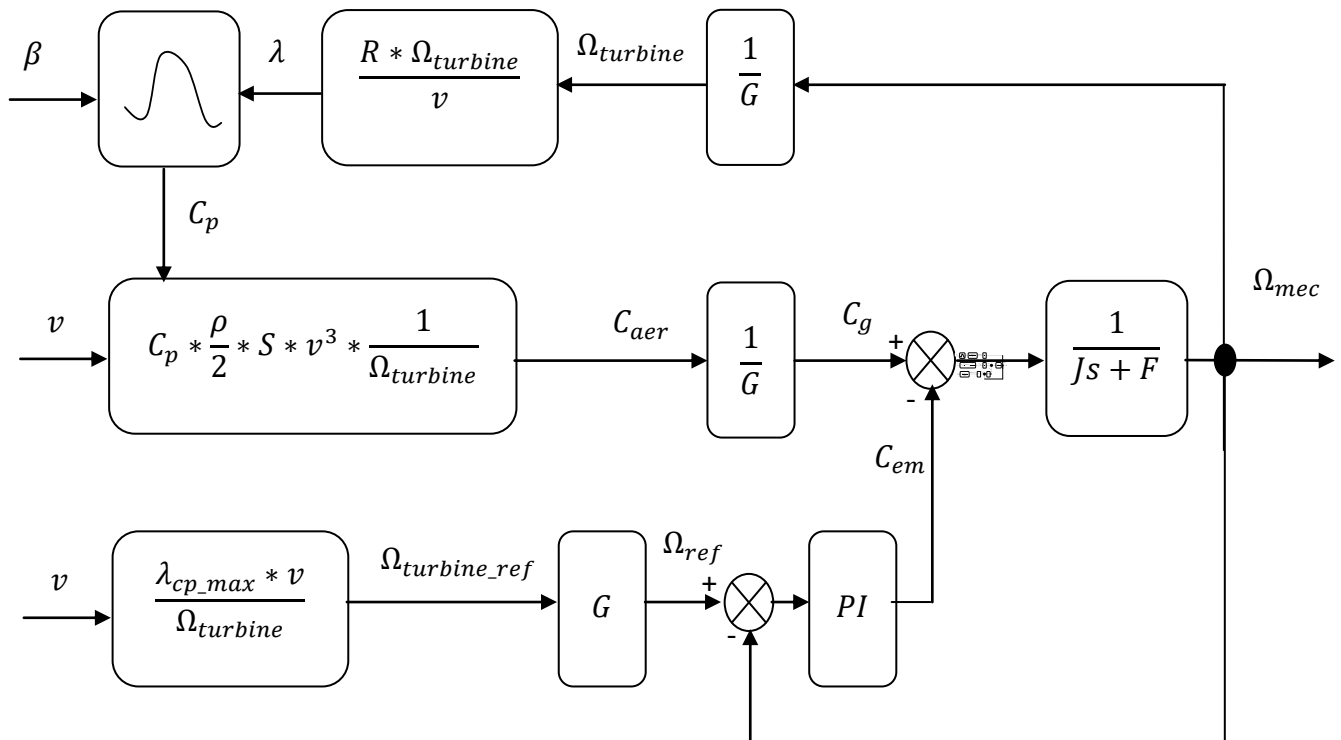 β
λ
R * Ω_turbine / v
Ω_turbine
1 / G
C_p
v
C_p * ρ/2 * S * v^3 * 1/Ω_turbine
C_aer
1 / G
C_g
+
-
1 / (Js + F)
Ω_mec
C_em
v
λ_cp_max * v / Ω_turbine
Ω_turbine_ref
G
Ω_ref
+
-
PI